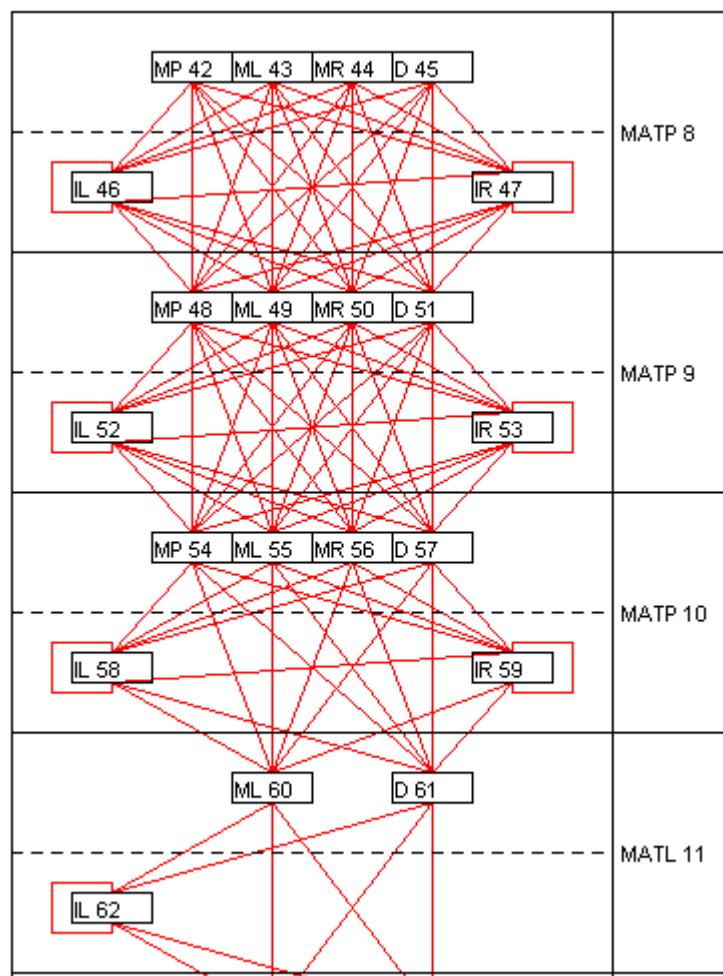 MP 42 ML 43 MR 44 D 45
MATP 8
IL 46 IR 47
MP 48 ML 49 MR 50 D 51
MATP 9
IL 52 IR 53
MP 54 ML 55 MR 56 D 57
MATP 10
IL 58 IR 59
ML 60 D 61
MATL 11
IL 62